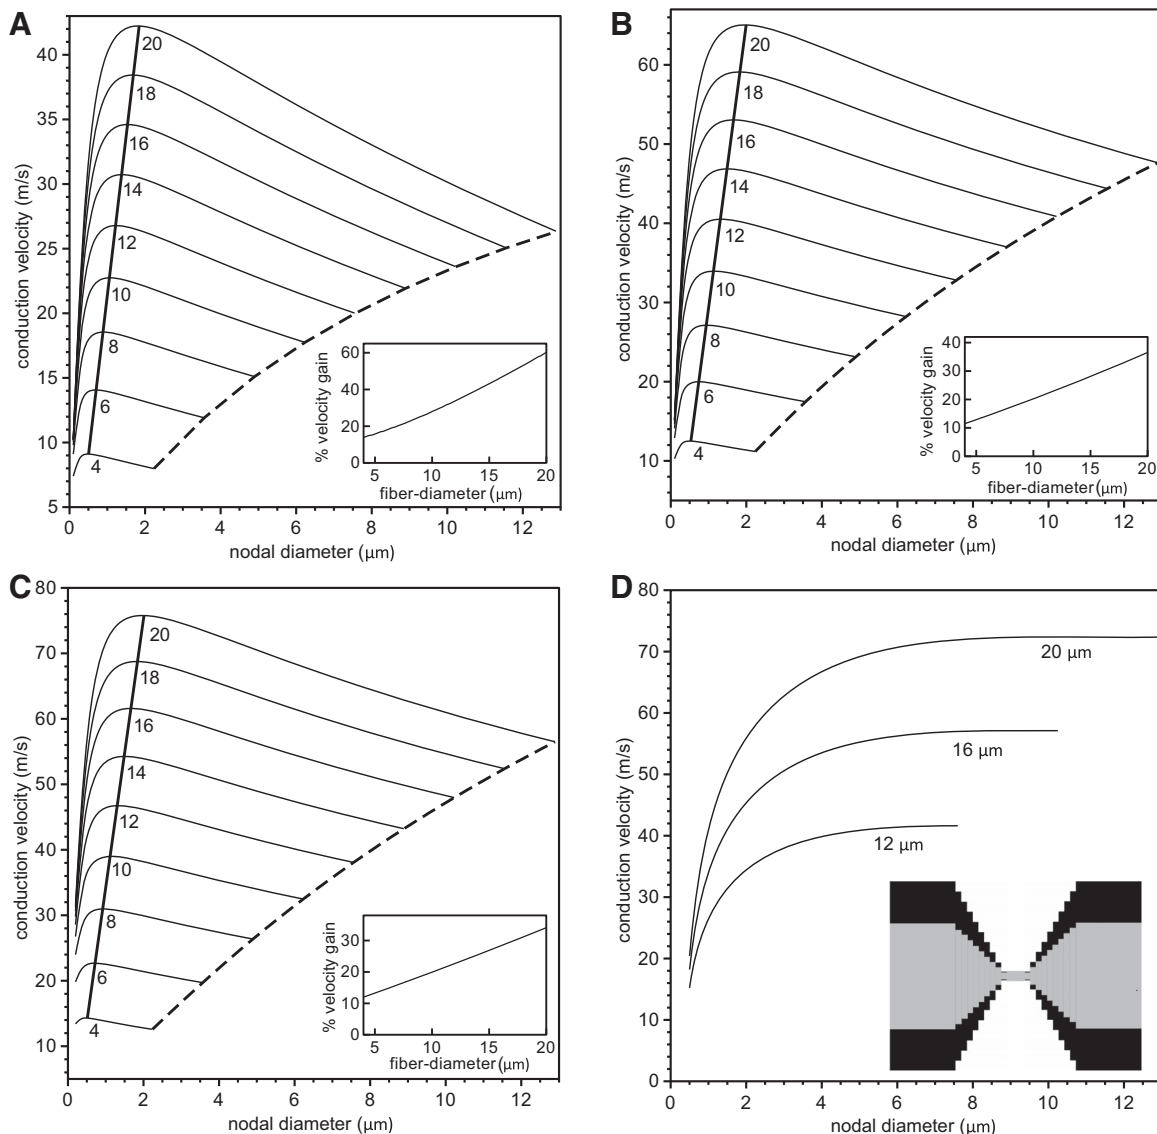 A
conduction velocity (m/s)
40
35
30
25
20
15
10
5
20
18
16
14
12
10
8
6
4
% velocity gain
60
40
20
0
5 10 15 20
fiber-diameter (μm)
0 2 4 6 8 10 12
nodal diameter (μm)
B
conduction velocity (m/s)
60
50
40
30
20
10
20
18
16
14
12
10
8
6
4
% velocity gain
40
30
20
10
0
5 10 15 20
fiber-diameter (μm)
0 2 4 6 8 10 12
nodal diameter (μm)
C
conduction velocity (m/s)
80
70
60
50
40
30
20
10
20
18
16
14
12
10
8
6
4
% velocity gain
30
20
10
0
5 10 15 20
fiber-diameter (μm)
0 2 4 6 8 10 12
nodal diameter (μm)
D
conduction velocity (m/s)
80
70
60
50
40
30
20
10
0
20 μm
16 μm
12 μm
0 2 4 6 8 10 12
nodal diameter (μm)